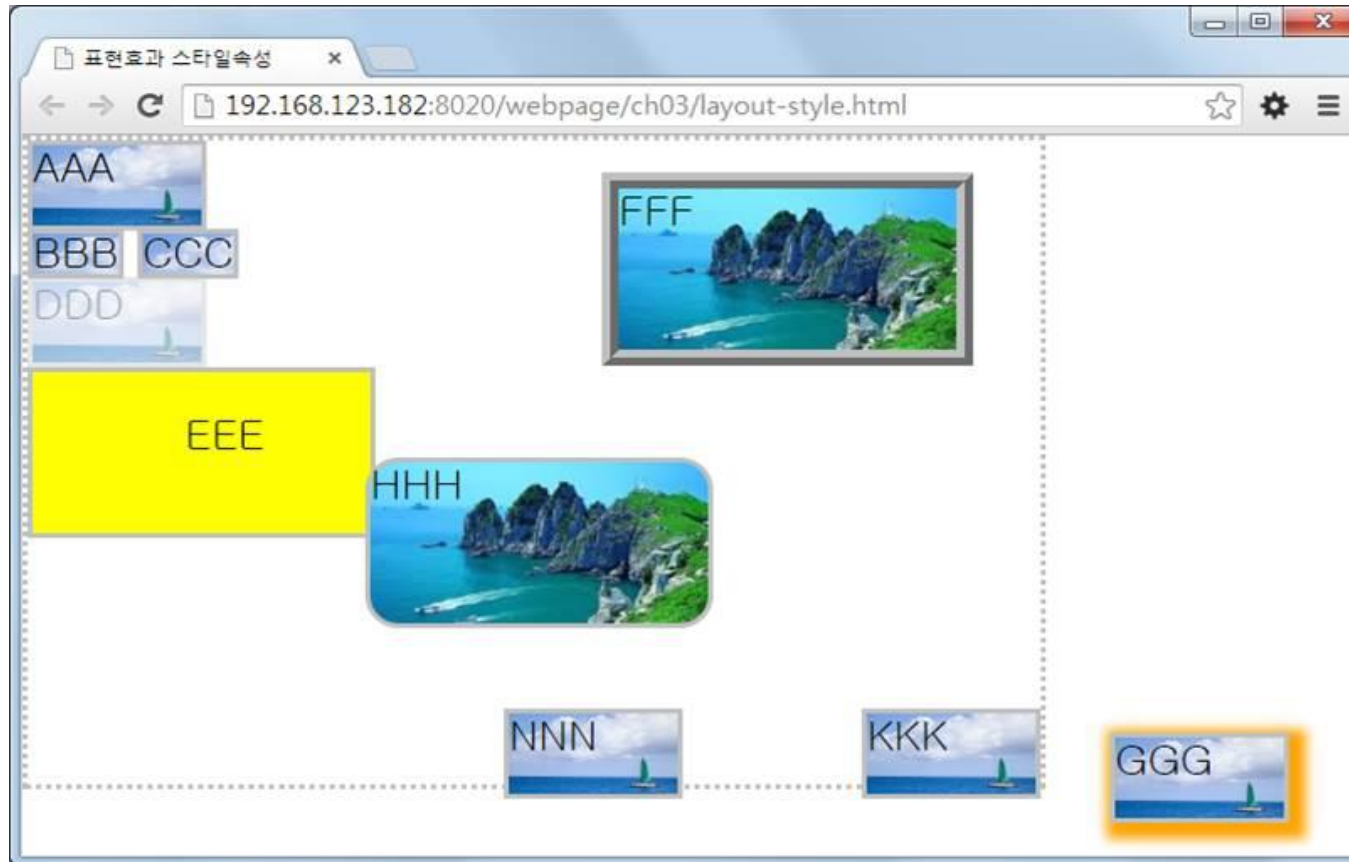 표현효과 스타일속성
192.168.123.182:8020/webpage/ch03/layout-style.html
AAA
FFF
BBB CCC
DDD
EEE
HHH
NNN
KKK
GGG